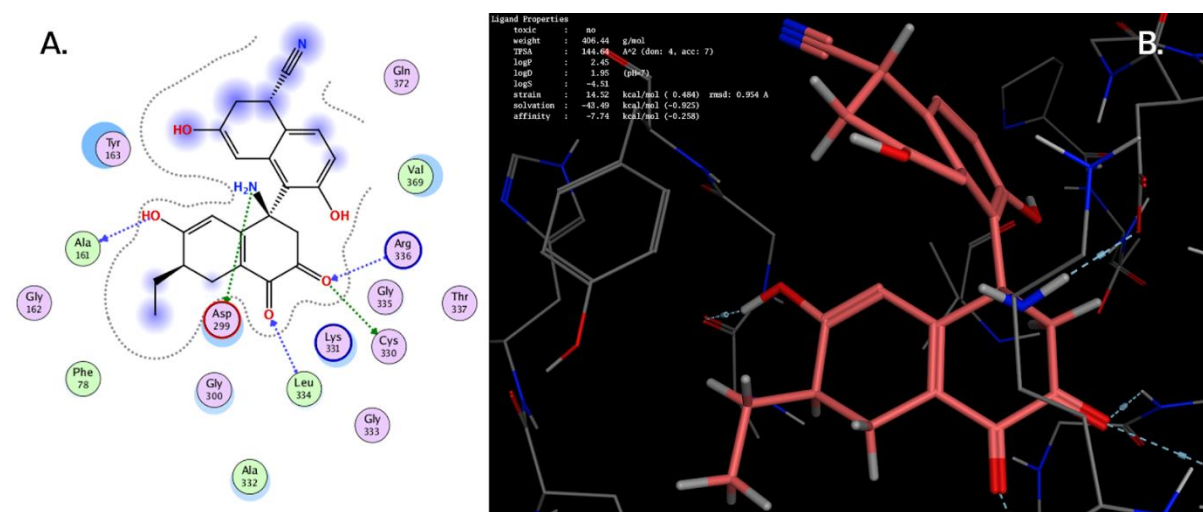 A.
N
HO
H₂N
OH
HO
O
O
Gln
372
Tyr
163
Val
369
Ala
161
Arg
336
Gly
162
Gly
335
Thr
337
Asp
299
Lys
331
Cys
330
Phe
78
Gly
300
Leu
334
Gly
333
Ala
332
B.
Ligand Properties
toxic : no
weight : 406.44 g/mol
TPSA : 144.64 A^2 (don: 4, acc: 7)
logP : 2.45
logD : 1.95 (pH=7)
logS : -4.51
strain : 14.52 kcal/mol ( 0.484) rmsd: 0.954 A
solvation : -43.49 kcal/mol (-0.925)
affinity : -7.74 kcal/mol (-0.258)